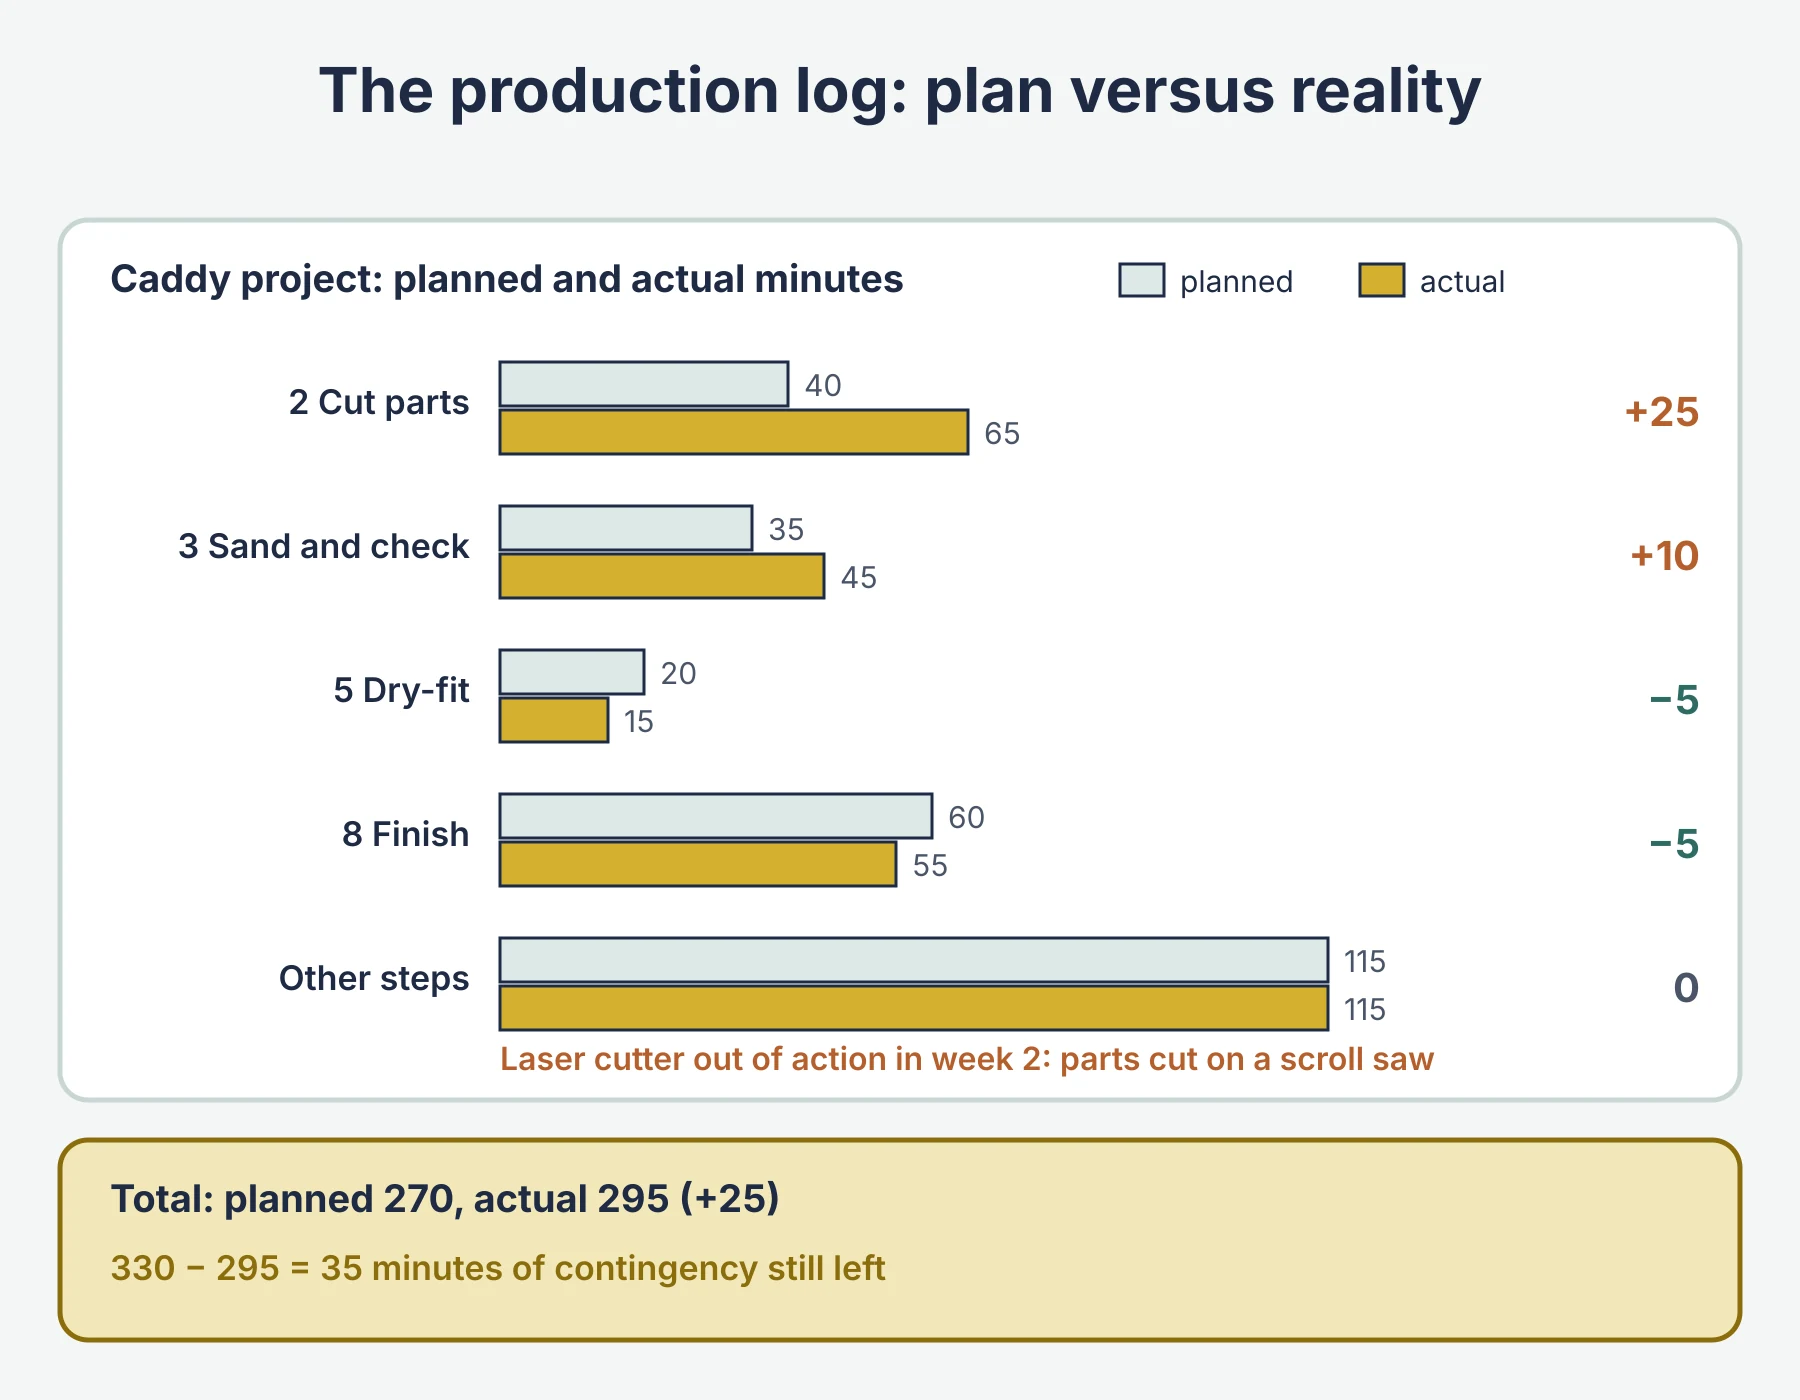 The production log: plan versus reality
Caddy project: planned and actual minutes
planned
actual
2 Cut parts
40
65
+25
3 Sand and check
35
45
+10
5 Dry-fit
20
15
−5
8 Finish
60
55
−5
Other steps
115
115
0
Laser cutter out of action in week 2: parts cut on a scroll saw
Total: planned 270, actual 295 (+25)
330 − 295 = 35 minutes of contingency still left